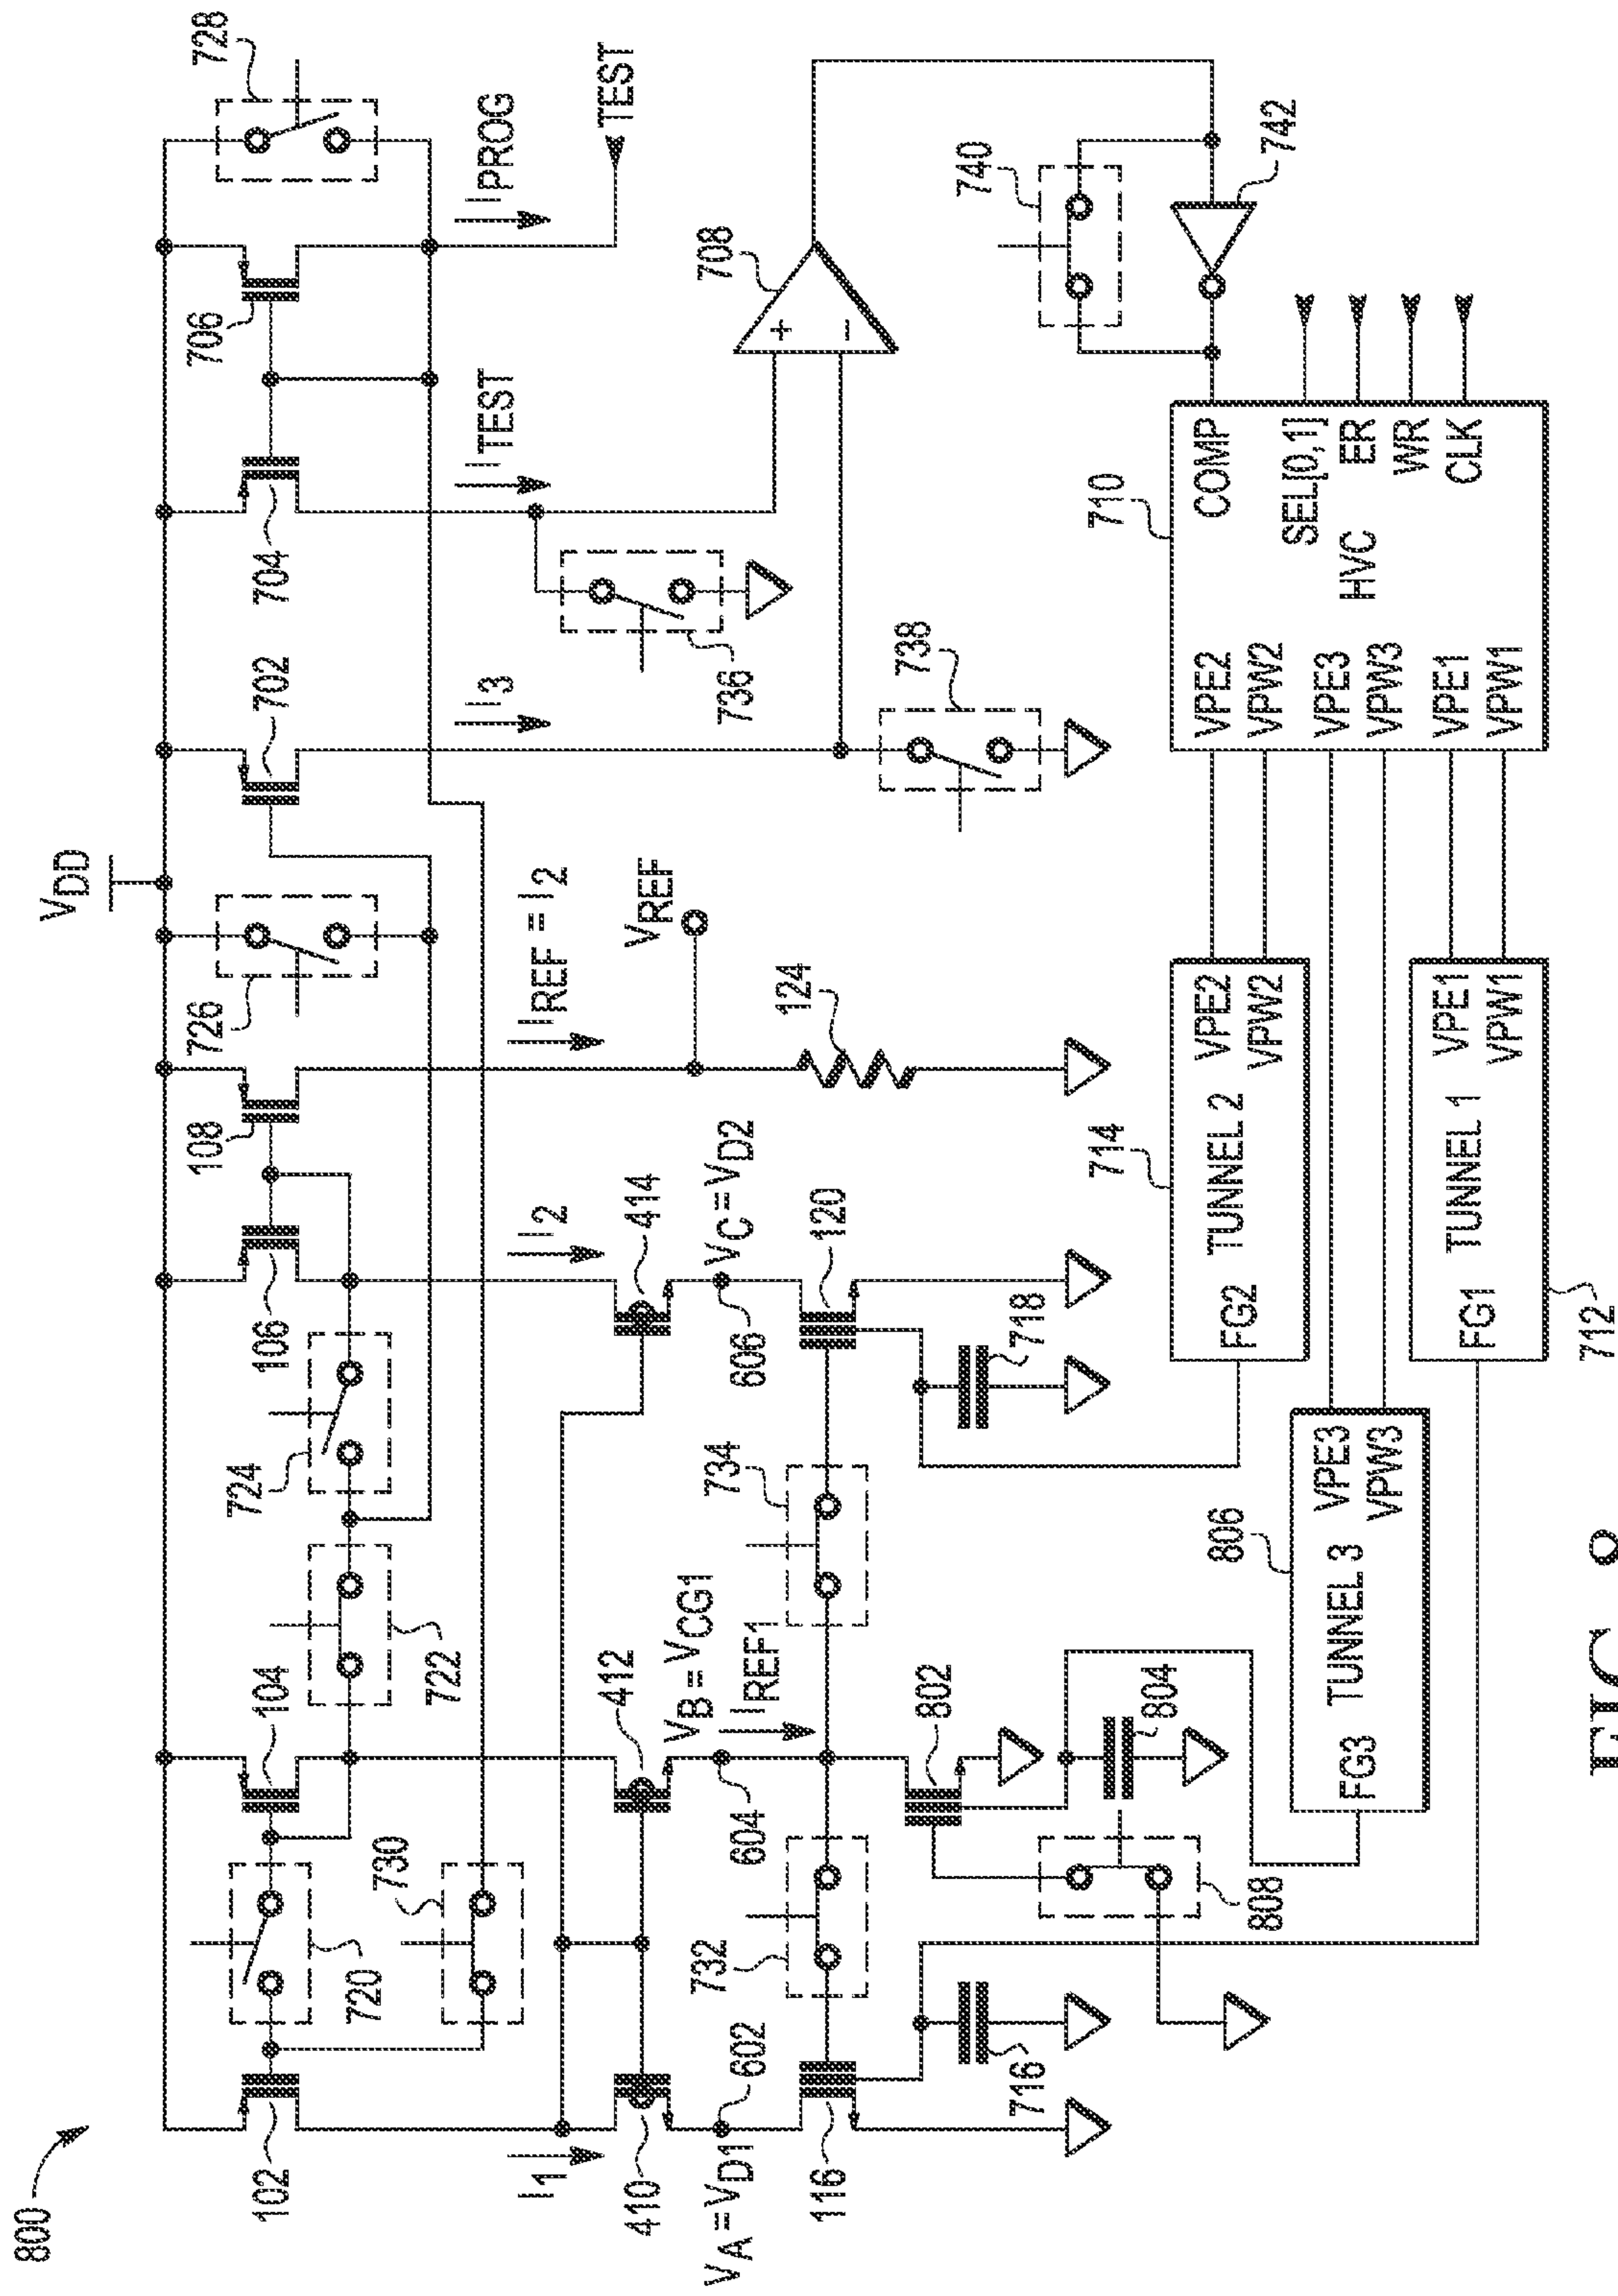 800
VDD
728
706
704
702
726
108
106
724
722
104
720
730
102
IPROG
TEST
ITEST
I3
IREF = I2
I2
I1
736
VREF
708
+
−
738
124
414
412
410
VC = VD2
606
VB = VCG1
604
IREF1
VA = VD1
602
120
734
732
116
718
716
802
804
808
740
742
710
COMP
SEL[0,1]
ER
WR
CLK
HVC
VPE2
VPW2
VPE3
VPW3
VPE1
VPW1
714
VPE2
VPW2
TUNNEL 2
FG2
806
VPE3
VPW3
TUNNEL 3
FG3
VPE1
VPW1
TUNNEL 1
FG1
712